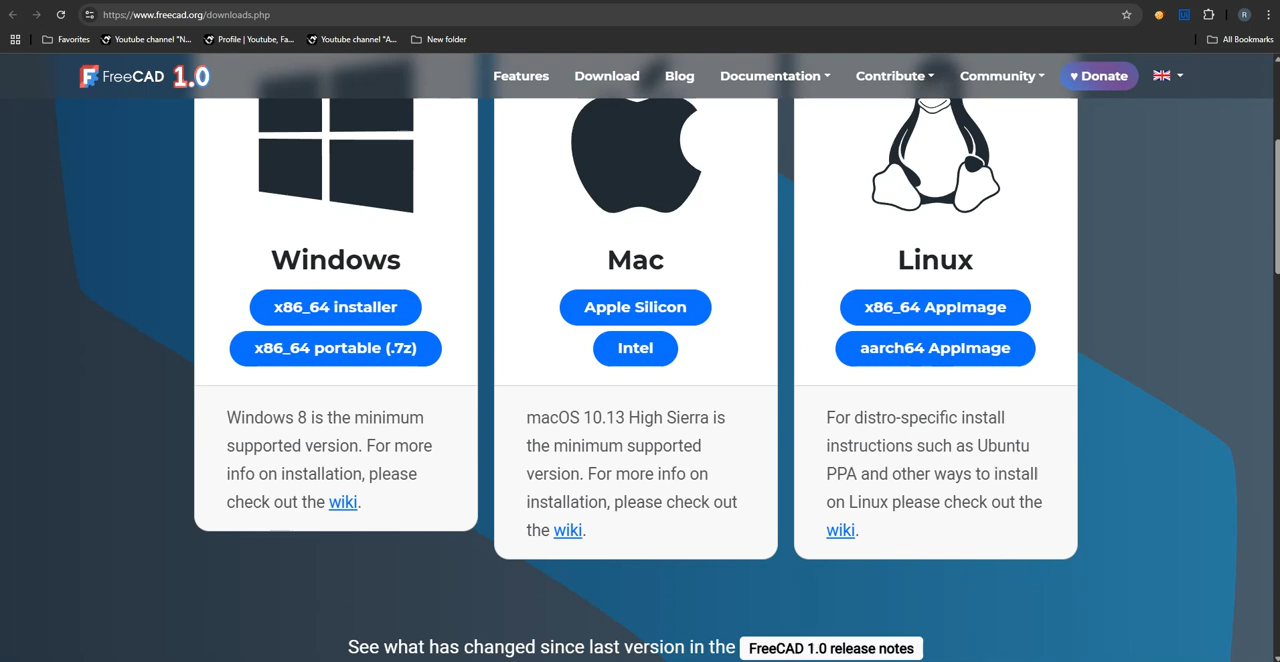 https://www.freecad.org/downloads.php
R
Favorites
Youtube channel "N...
Profile | Youtube, Fa...
Youtube channel "A...
New folder
All Bookmarks
FreeCAD 1.0
Features
Download
Blog
Documentation
Contribute
Community
♥ Donate
Windows
x86_64 installer
x86_64 portable (.7z)
Windows 8 is the minimum
supported version. For more
info on installation, please
check out the wiki.
Mac
Apple Silicon
Intel
macOS 10.13 High Sierra is
the minimum supported
version. For more info on
installation, please check out
the wiki.
Linux
x86_64 AppImage
aarch64 AppImage
For distro-specific install
instructions such as Ubuntu
PPA and other ways to install
on Linux please check out the
wiki.
See what has changed since last version in the FreeCAD 1.0 release notes